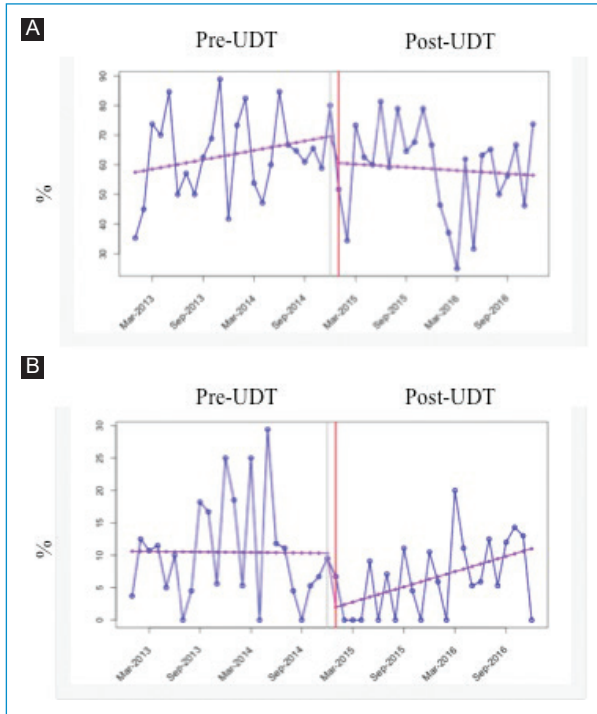 A
Pre-UDT Post-UDT
%
90
80
70
60
50
40
30
Mar-2013 Sep-2013 Mar-2014 Sep-2014 Mar-2015 Sep-2015 Mar-2016 Sep-2016
B
Pre-UDT Post-UDT
%
30
25
20
15
10
5
0
Mar-2013 Sep-2013 Mar-2014 Sep-2014 Mar-2015 Sep-2015 Mar-2016 Sep-2016